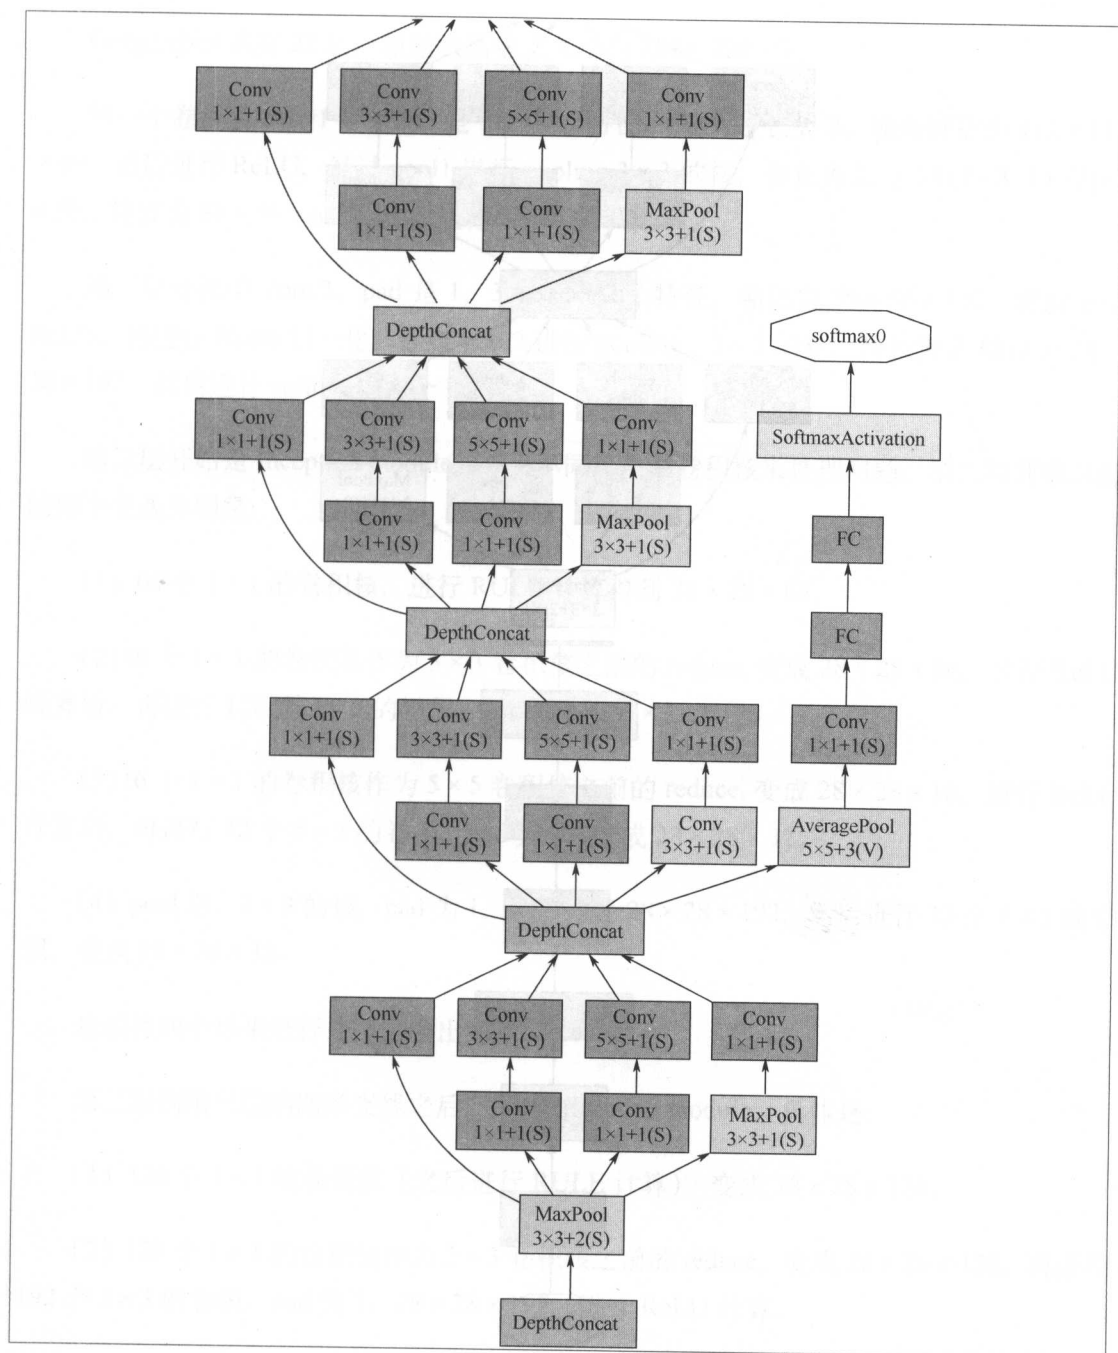 Conv Conv Conv Conv
1×1+1(S) 3×3+1(S) 5×5+1(S) 1×1+1(S)
Conv Conv MaxPool
1×1+1(S) 1×1+1(S) 3×3+1(S)
DepthConcat softmax0
Conv Conv Conv Conv SoftmaxActivation
1×1+1(S) 3×3+1(S) 5×5+1(S) 1×1+1(S)
Conv Conv MaxPool FC
1×1+1(S) 1×1+1(S) 3×3+1(S)
DepthConcat FC
Conv Conv Conv Conv Conv
1×1+1(S) 3×3+1(S) 5×5+1(S) 1×1+1(S) 1×1+1(S)
Conv Conv Conv AveragePool
1×1+1(S) 1×1+1(S) 3×3+1(S) 5×5+3(V)
DepthConcat
Conv Conv Conv Conv
1×1+1(S) 3×3+1(S) 5×5+1(S) 1×1+1(S)
Conv Conv MaxPool
1×1+1(S) 1×1+1(S) 3×3+1(S)
MaxPool
3×3+2(S)
DepthConcat